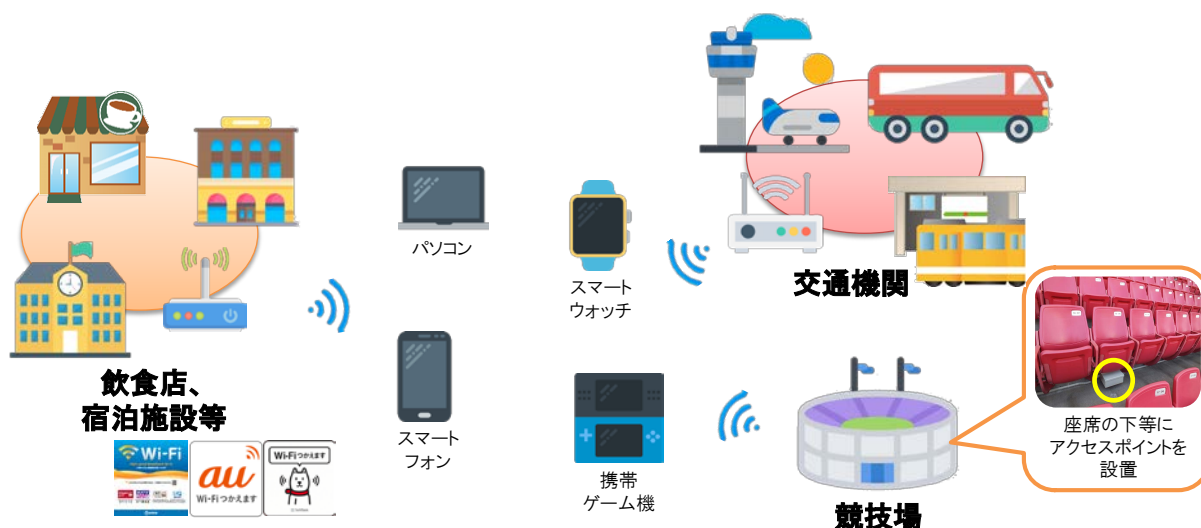 パソコン
スマート
ウォッチ
交通機関
飲食店、
宿泊施設等
スマート
フォン
携帯
ゲーム機
座席の下等に
アクセスポイントを
設置
競技場
Wi-Fi
au
Wi-Fiつかえます
Wi-Fiつかえます